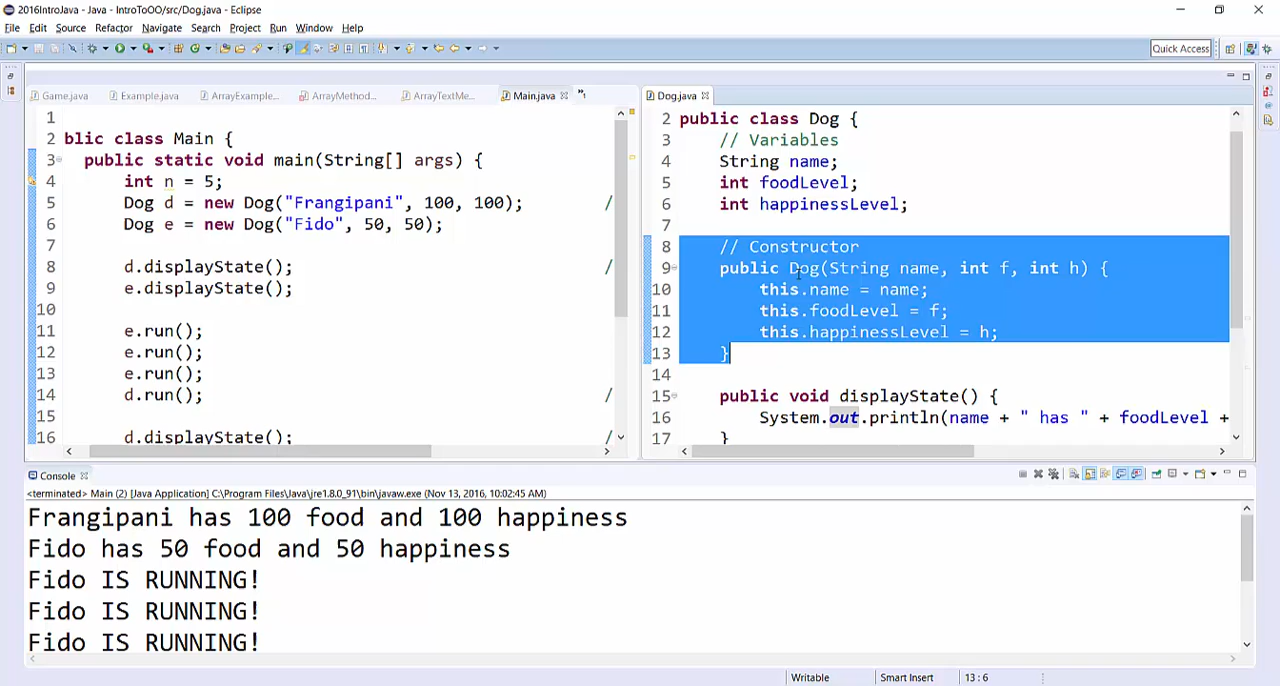 2016IntroJava - Java - IntroToOO/src/Dog.java - Eclipse
File Edit Source Refactor Navigate Search Project Run Window Help
Quick Access
Game.java Example.java ArrayExample... ArrayMethod... ArrayTextMe... Main.java »1
1
2 blic class Main {
3 public static void main(String[] args) {
4 int n = 5;
5 Dog d = new Dog("Frangipani", 100, 100); /
6 Dog e = new Dog("Fido", 50, 50);
7
8 d.displayState(); /
9 e.displayState();
10
11 e.run();
12 e.run();
13 e.run();
14 d.run(); /
15
16 d.displayState(); /
Dog.java
2 public class Dog {
3 // Variables
4 String name;
5 int foodLevel;
6 int happinessLevel;
7
8 // Constructor
9 public Dog(String name, int f, int h) {
10 this.name = name;
11 this.foodLevel = f;
12 this.happinessLevel = h;
13 }
14
15 public void displayState() {
16 System.out.println(name + " has " + foodLevel +
17 }
Console
<terminated> Main (2) [Java Application] C:\Program Files\Java\jre1.8.0_91\bin\javaw.exe (Nov 13, 2016, 10:02:45 AM)
Frangipani has 100 food and 100 happiness
Fido has 50 food and 50 happiness
Fido IS RUNNING!
Fido IS RUNNING!
Fido IS RUNNING!
Writable Smart Insert 13 : 6